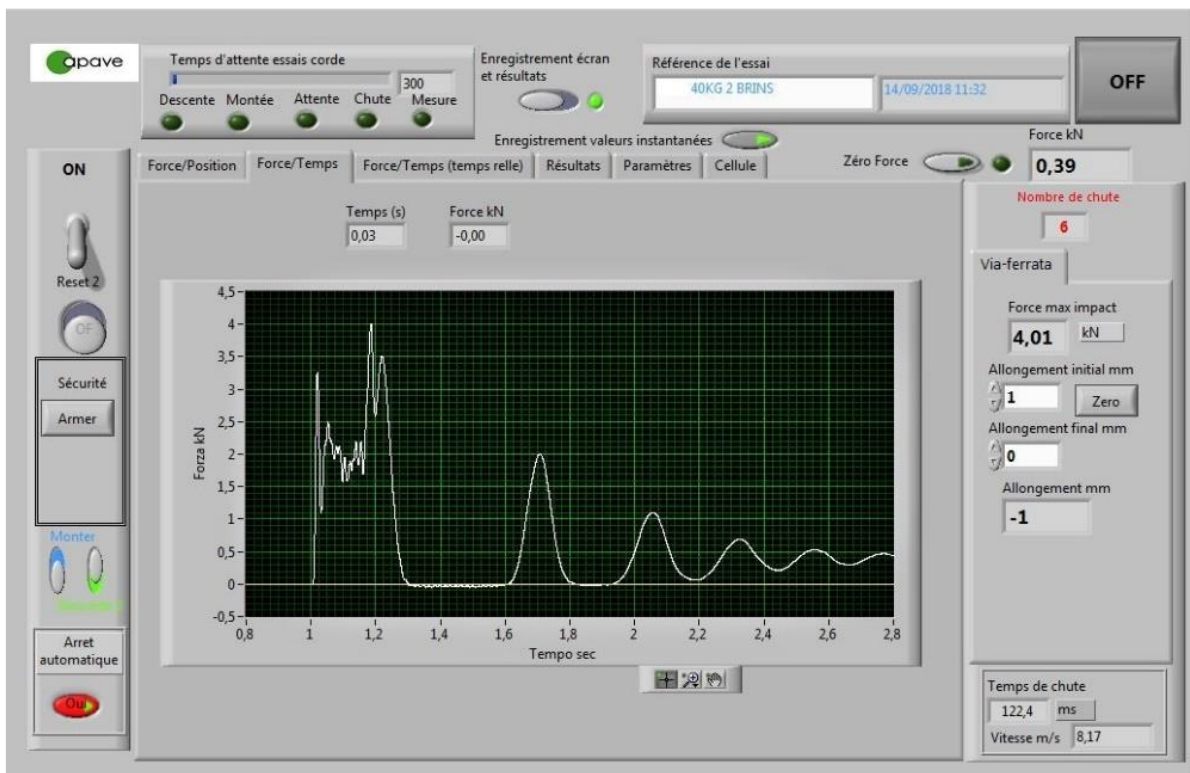 apave
Temps d'attente essais corde
300
Descente Montée Attente Chute Mesure
Enregistrement écran
et résultats
Référence de l'essai
40KG 2 BRINS
14/09/2018 11:32
OFF
Enregistrement valeurs instantanées
Force kN
0,39
Zéro Force
ON
Force/Position Force/Temps Force/Temps (temps relle) Résultats Paramètres Cellule
Nombre de chute
6
Temps (s) Force kN
0,03 -0,00
Reset 2
OF
Via-ferrata
Force max impact
4,01 kN
Allongement initial mm
1 Zero
Allongement final mm
0
Allongement mm
-1
Sécurité
Armer
Monter
Arret
automatique
Oui
4,5
4
3,5
3
2,5
2
1,5
1
0,5
0
-0,5
Forza kN
0,8 1 1,2 1,4 1,6 1,8 2 2,2 2,4 2,6 2,8
Tempo sec
Temps de chute
122,4 ms
Vitesse m/s 8,17